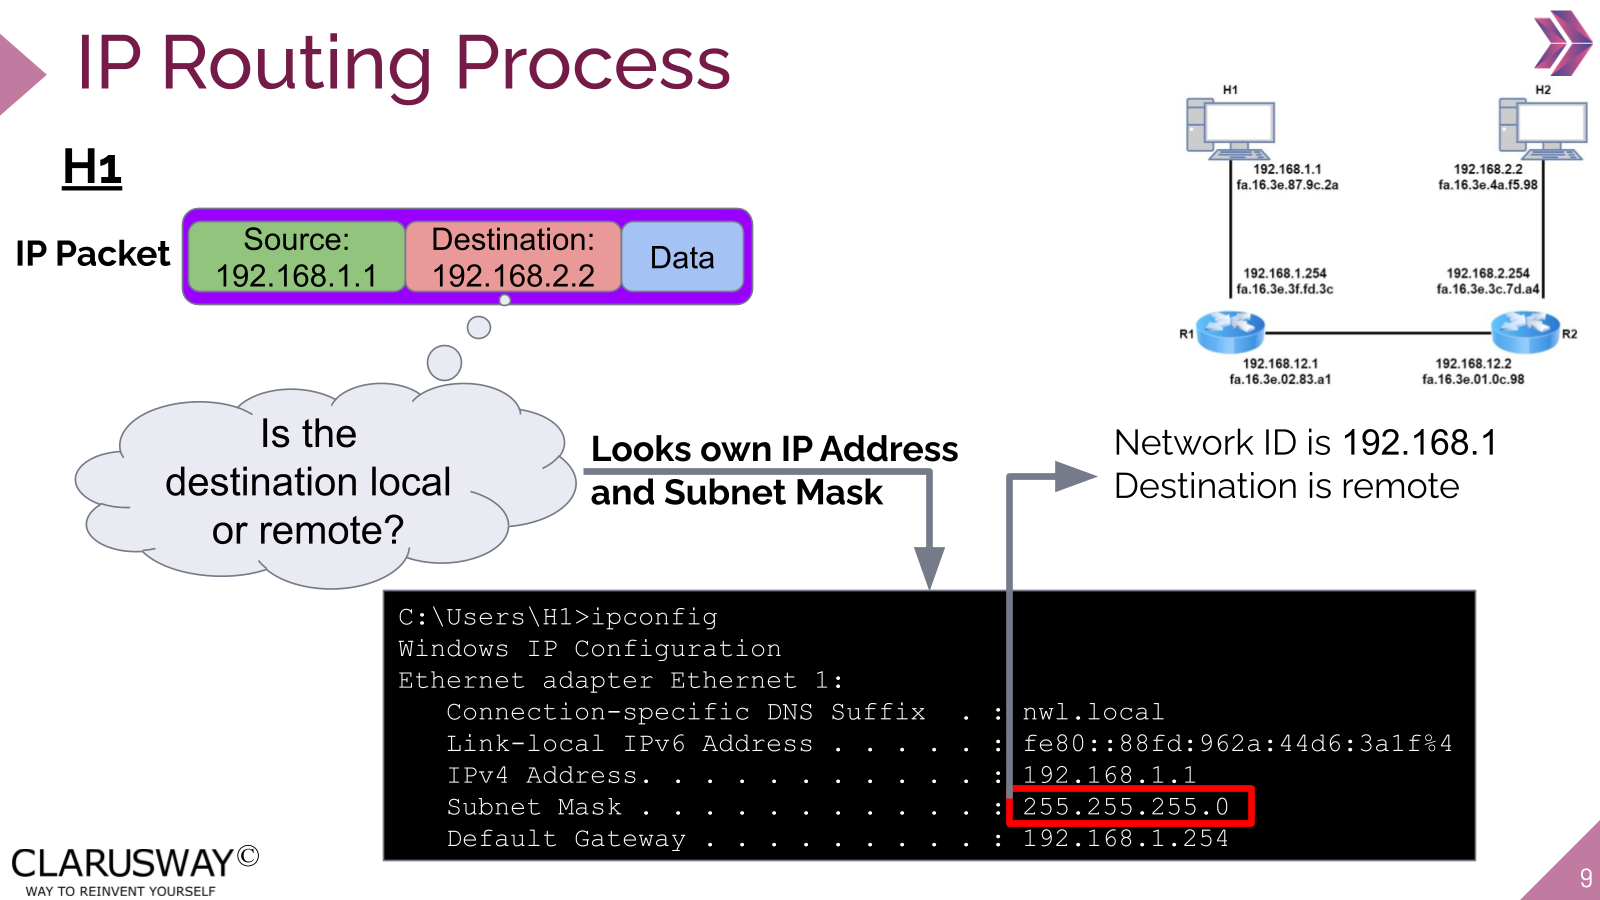 IP Routing Process
H1
IP Packet
Source:
192.168.1.1
Destination:
192.168.2.2
Data
Is the
destination local
or remote?
Looks own IP Address
and Subnet Mask
Network ID is 192.168.1
Destination is remote
H1
H2
192.168.1.1
fa.16.3e.87.9c.2a
192.168.2.2
fa.16.3e.4a.f5.98
192.168.1.254
fa.16.3e.3f.fd.3c
192.168.2.254
fa.16.3e.3c.7d.a4
R1
R2
192.168.12.1
fa.16.3e.02.83.a1
192.168.12.2
fa.16.3e.01.0c.98
C:\Users\H1>ipconfig
Windows IP Configuration
Ethernet adapter Ethernet 1:
Connection-specific DNS Suffix . : nwl.local
Link-local IPv6 Address . . . . . : fe80::88fd:962a:44d6:3a1f%4
IPv4 Address. . . . . . . . . . . : 192.168.1.1
Subnet Mask . . . . . . . . . . . : 255.255.255.0
Default Gateway . . . . . . . . . : 192.168.1.254
CLARUSWAY©
WAY TO REINVENT YOURSELF
9